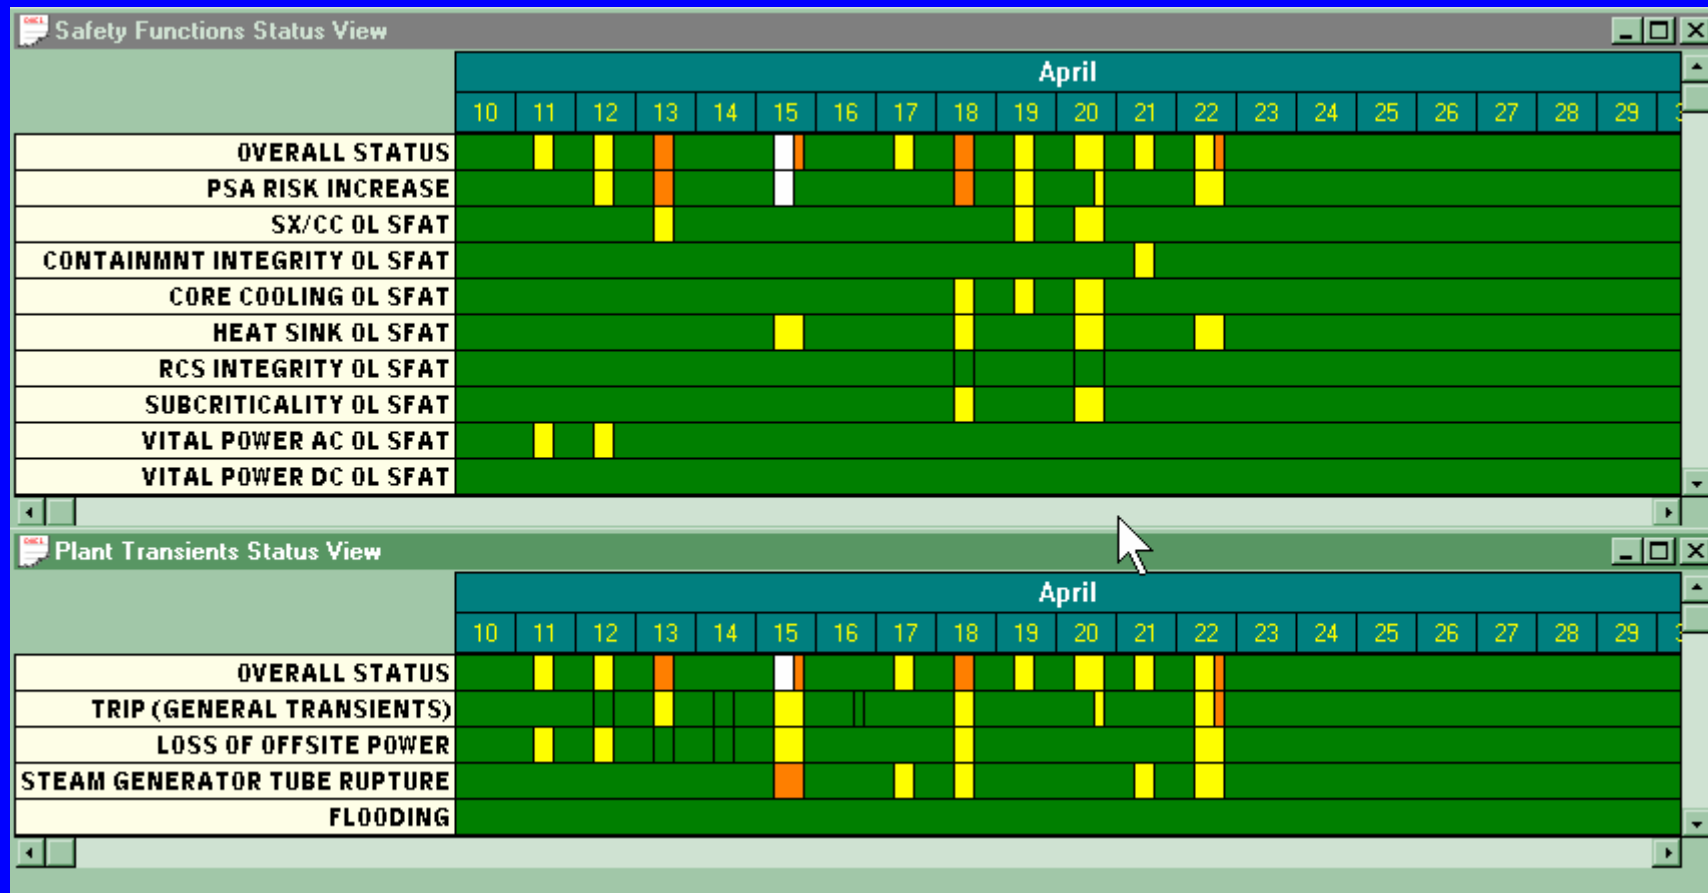 Safety Functions Status View
April
10 11 12 13 14 15 16 17 18 19 20 21 22 23 24 25 26 27 28 29
OVERALL STATUS
PSA RISK INCREASE
SX/CC OL SFAT
CONTAINMNT INTEGRITY OL SFAT
CORE COOLING OL SFAT
HEAT SINK OL SFAT
RCS INTEGRITY OL SFAT
SUBCRITICALITY OL SFAT
VITAL POWER AC OL SFAT
VITAL POWER DC OL SFAT
Plant Transients Status View
April
10 11 12 13 14 15 16 17 18 19 20 21 22 23 24 25 26 27 28 29
OVERALL STATUS
TRIP (GENERAL TRANSIENTS)
LOSS OF OFFSITE POWER
STEAM GENERATOR TUBE RUPTURE
FLOODING